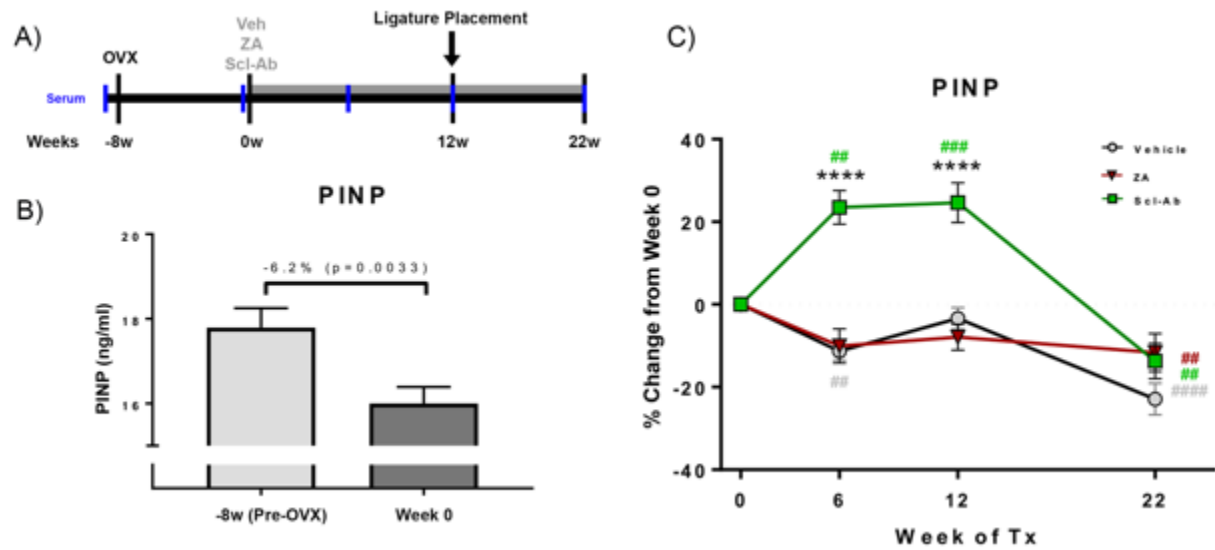 A)
Veh
ZA
Scl-Ab
Ligature Placement
OVX
Serum
Weeks
-8w
0w
12w
22w
B)
PINP
-6.2% (p=0.0033)
PINP (ng/ml)
20
18
16
-8w (Pre-OVX)
Week 0
C)
PINP
Vehicle
ZA
Scl-Ab
% Change from Week 0
40
20
0
-20
-40
##
****
###
****
##
##
##
####
0
6
12
22
Week of Tx